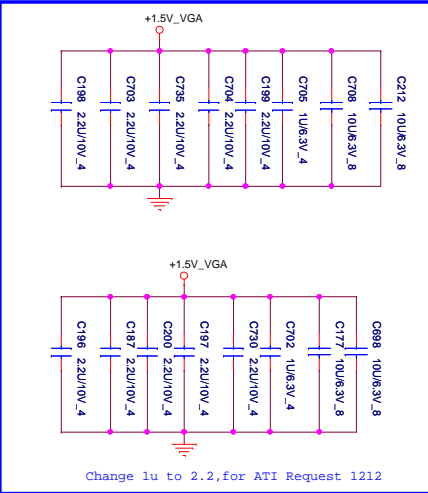 +1.5V_VGA
C198 2.2U/10V_4
C703 2.2U/10V_4
C735 2.2U/10V_4
C704 2.2U/10V_4
C199 2.2U/10V_4
C705 1U/6.3V_4
C708 10U/6.3V_8
C212 10U/6.3V_8
+1.5V_VGA
C196 2.2U/10V_4
C187 2.2U/10V_4
C200 2.2U/10V_4
C197 2.2U/10V_4
C730 2.2U/10V_4
C702 1U/6.3V_4
C177 10U/6.3V_8
C698 10U/6.3V_8
Change 1u to 2.2,for ATI Request 1212